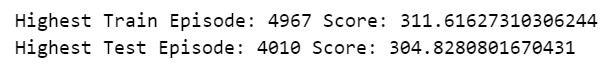 Highest Train Episode: 4967 Score: 311.61627310306244
Highest Test Episode: 4010 Score: 304.8280801670431